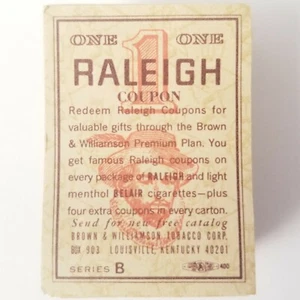 ONE 1 ONE
RALEIGH
COUPON
Redeem Raleigh Coupons for
valuable gifts through the Brown
& Williamson Premium Plan. You
get famous Raleigh coupons on
every package of RALEIGH and light
menthol BELAIR cigarettes—plus
four extra coupons in every carton.
Send for new free catalog
BROWN & WILLIAMSON TOBACCO CORP.
BOX 903 LOUISVILLE, KENTUCKY 40201
SERIES B